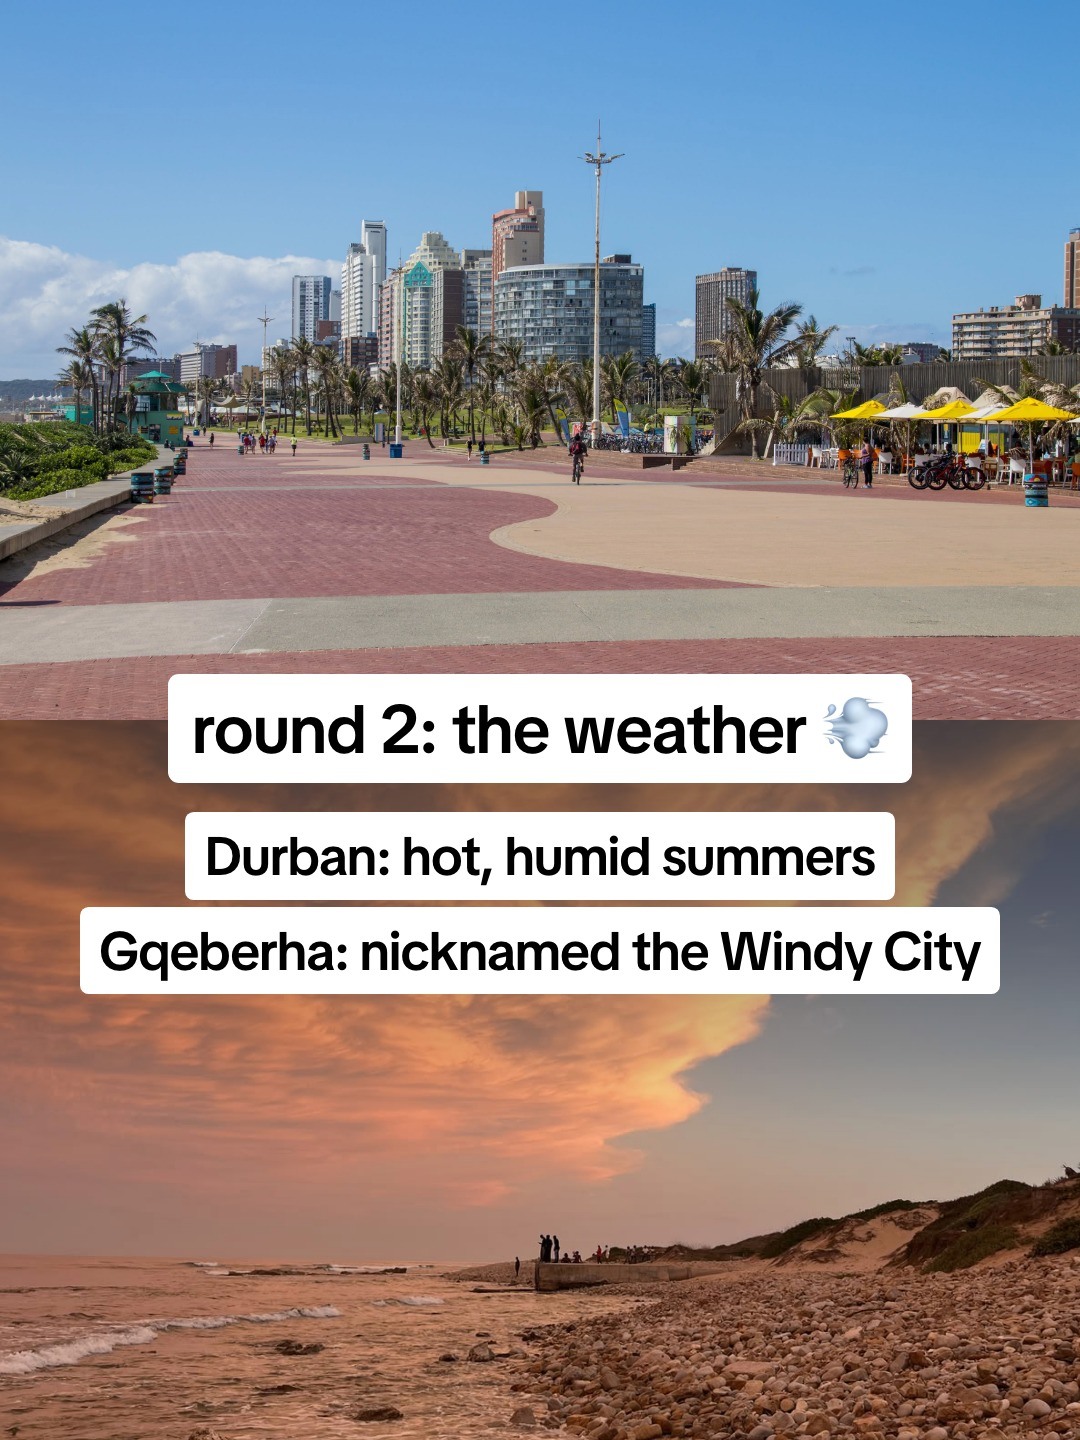 round 2: the weather 💨
Durban: hot, humid summers
Gqeberha: nicknamed the Windy City